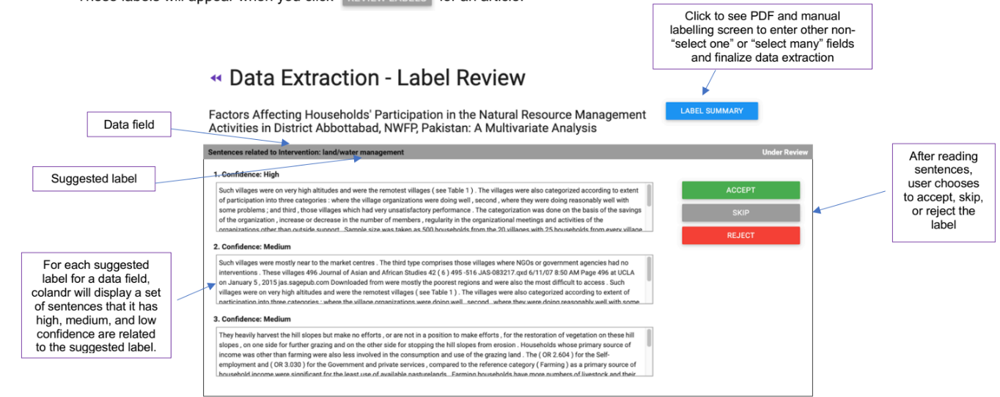 These labels will appear when you click REVIEW LABELS for an article.
Click to see PDF and manual
labelling screen to enter other non-
“select one” or “select many” fields
and finalize data extraction
Data Extraction - Label Review
LABEL SUMMARY
Factors Affecting Households' Participation in the Natural Resource Management
Activities in District Abbottabad, NWFP, Pakistan: A Multivariate Analysis
Data field
Sentences related to Intervention: land/water management
Under Review
Suggested label
1. Confidence: High
Such villages were on very high altitudes and were the remotest villages ( see Table 1 ) . The villages were also categorized according to extent
of participation into three categories : where the village organizations were doing well , second , where they were doing reasonably well with
some problems ; and third , those villages which had very unsatisfactory performance . The categorization was done on the basis of the savings
of the organization , increase or decrease in the number of members , regularity in the organizational meetings and activities of the
organizations other than outside support . Sample size was taken as 500 households from the 20 villages with 25 households from every village
ACCEPT
SKIP
REJECT
After reading
sentences,
user chooses
to accept, skip,
or reject the
label
2. Confidence: Medium
Such villages were mostly near to the market centres . The third type comprises those villages where NGOs or government agencies had no
interventions . These villages 496 Journal of Asian and African Studies 42 ( 6 ) 495 -516 JAS-083217.qxd 6/11/07 8:50 AM Page 496 at UCLA
on January 5 , 2015 jas.sagepub.com Downloaded from were mostly the poorest regions and were also the most difficult to access . Such
villages were on very high altitudes and were the remotest villages ( see Table 1 ) . The villages were also categorized according to extent of
participation into three categories : where the village organizations were doing well , second , where they were doing reasonably well with some
For each suggested
label for a data field,
colandr will display a set
of sentences that it has
high, medium, and low
confidence are related
to the suggested label.
3. Confidence: Medium
They heavily harvest the hill slopes but make no efforts , or are not in a position to make efforts , for the restoration of vegetation on these hill
slopes , on one side for further grazing and on the other side for stopping the hill slopes from erosion . Households whose primary source of
income was other than farming were also less involved in the consumption and use of the grazing land . The ( OR 2.604 ) for the Self-
employment and ( OR 3.030 ) for the Government and private services , compared to the reference category ( Farming ) as a primary source of
household income were significant for the least use of available pasturelands . Farming households have more numbers of livestock and their